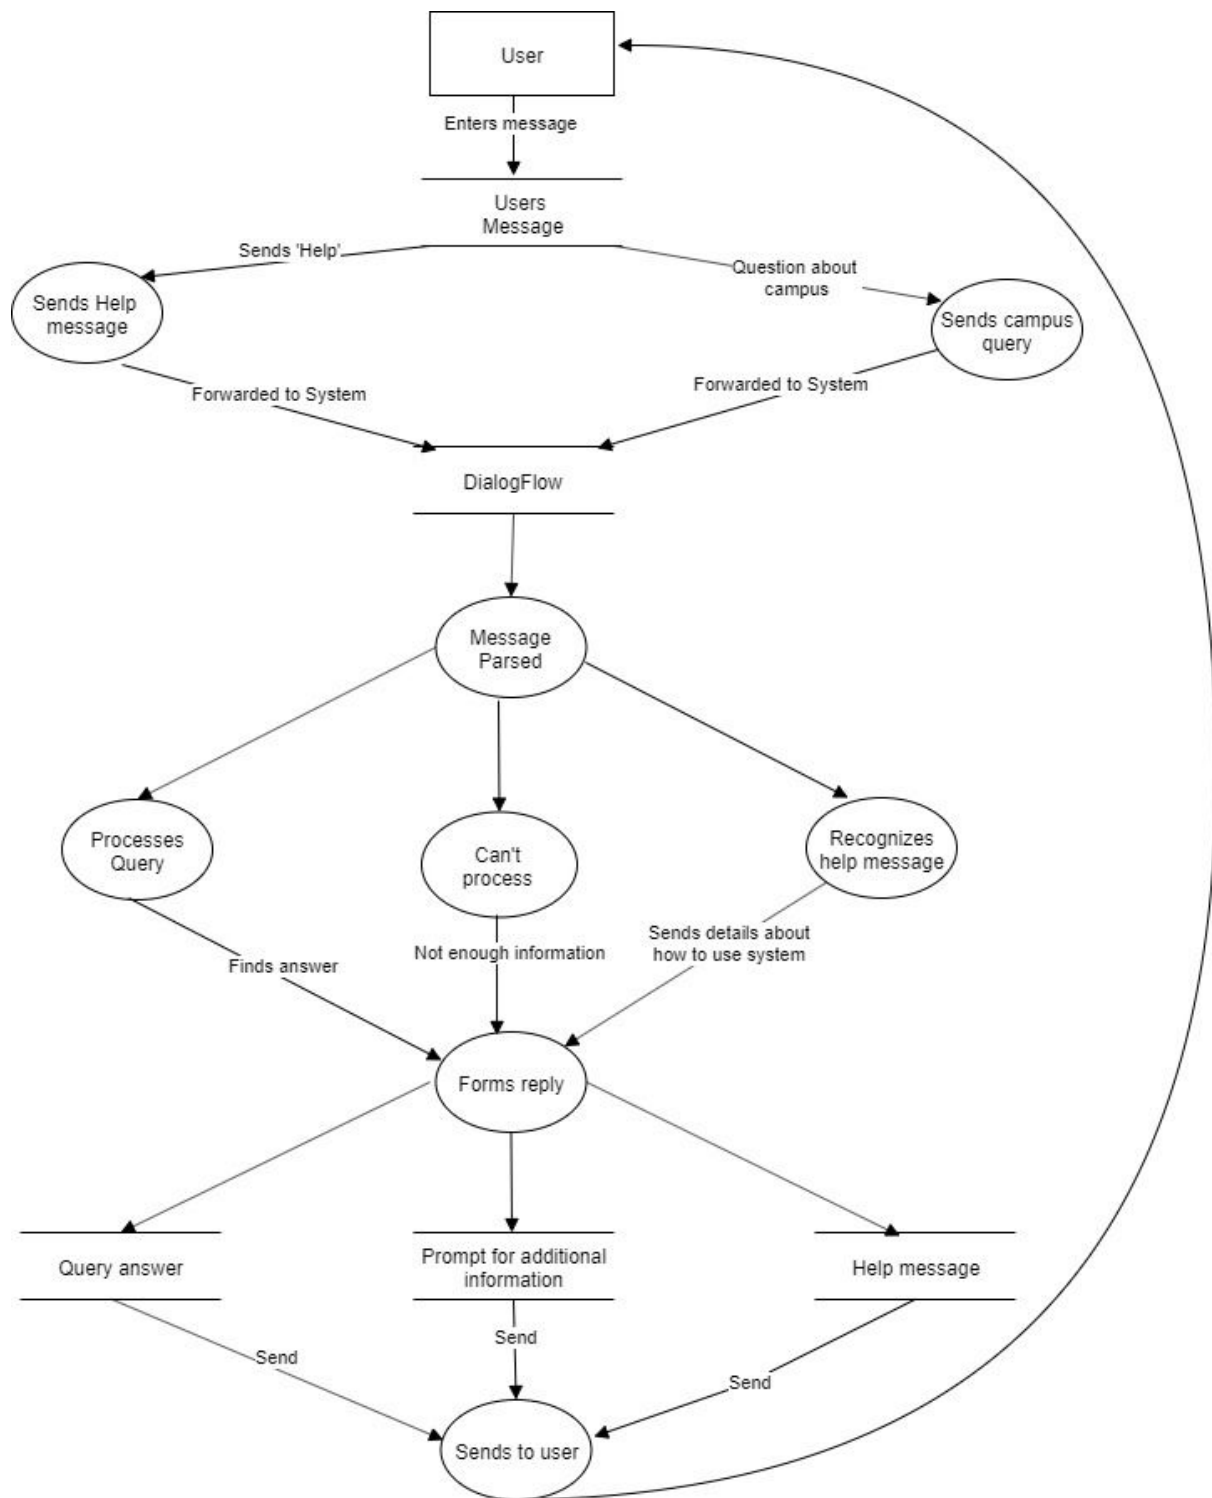 User
Enters message
Users
Message
Sends 'Help'
Question about
campus
Sends Help
message
Sends campus
query
Forwarded to System
Forwarded to System
DialogFlow
Message
Parsed
Processes
Query
Can't
process
Recognizes
help message
Finds answer
Not enough information
Sends details about
how to use system
Forms reply
Query answer
Prompt for additional
information
Help message
Send
Send
Send
Sends to user